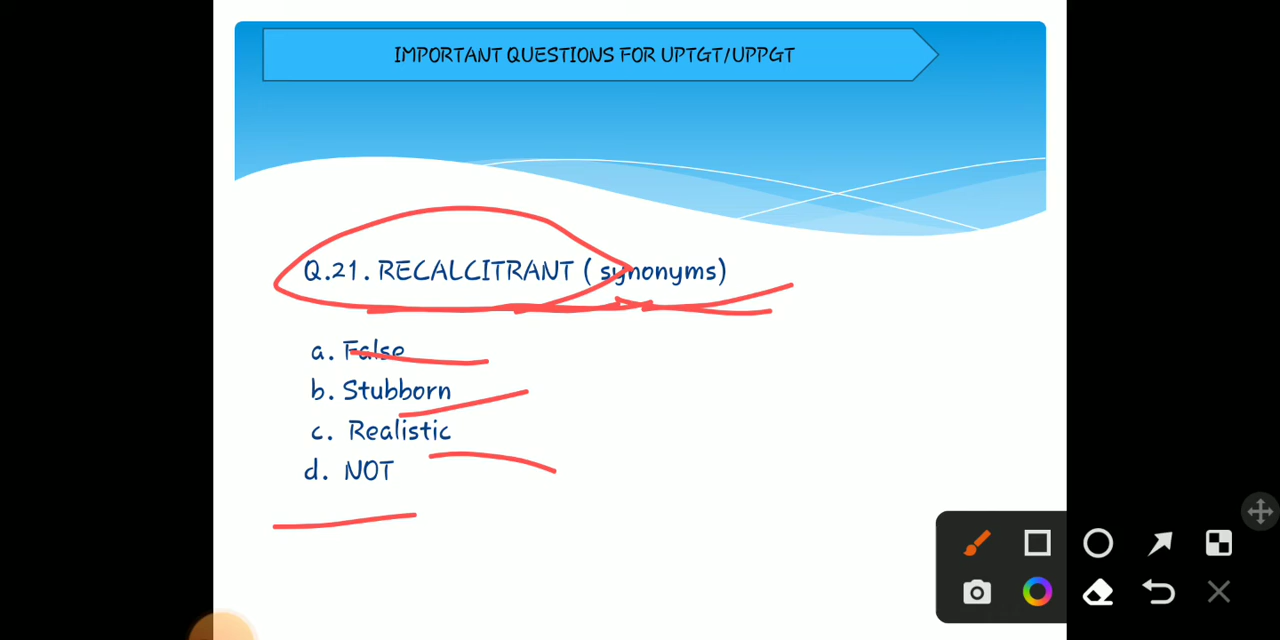 IMPORTANT QUESTIONS FOR UPTGT/UPPGT
Q.21. RECALCITRANT ( synonyms)
a. False
b. Stubborn
c. Realistic
d. NOT